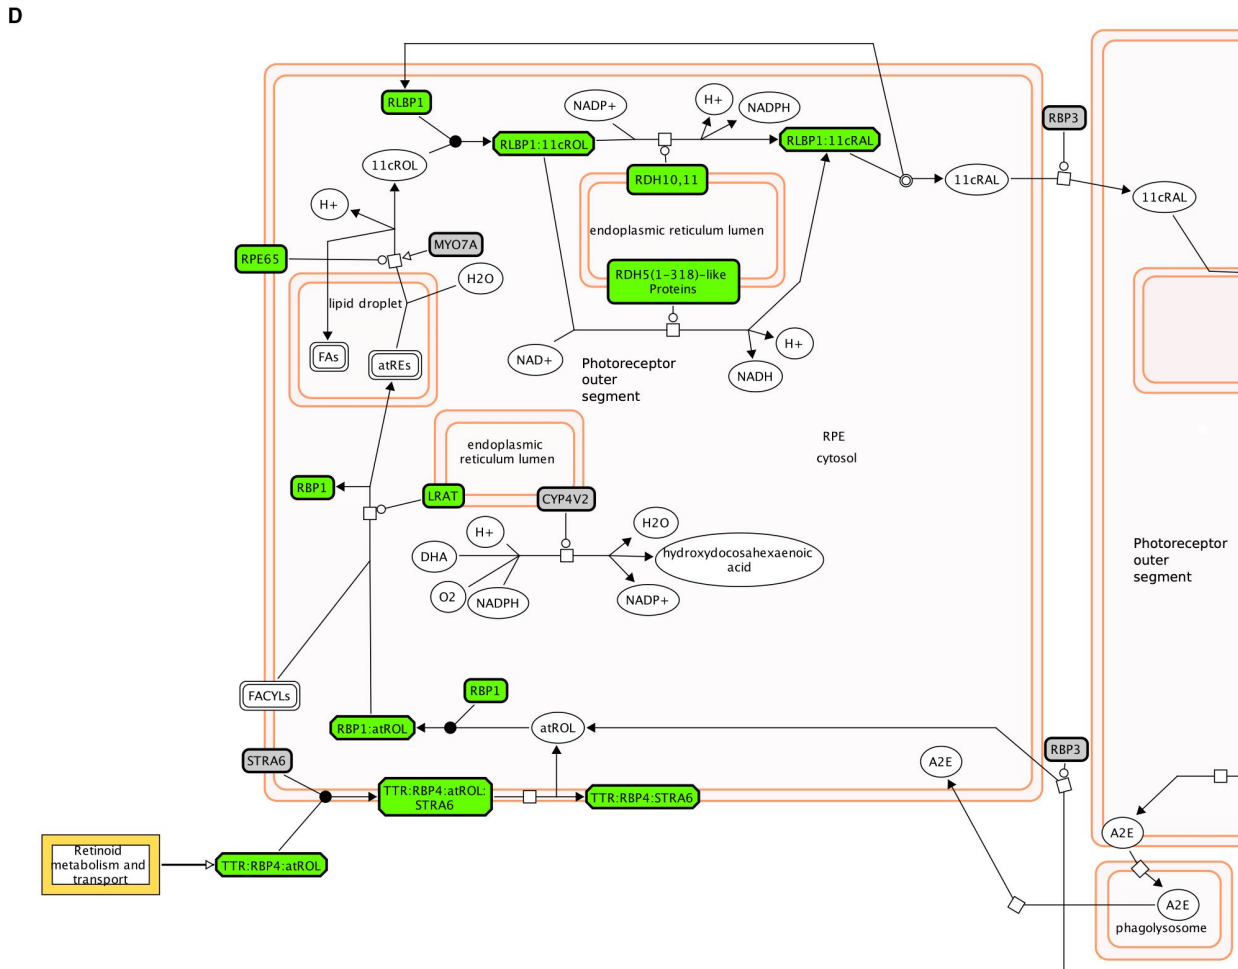 D
RLBP1
NADP+
H+
NADPH
RBP3
RLBP1:11cROL
RLBP1:11cRAL
11cROL
RDH10,11
11cRAL
11cRAL
H+
endoplasmic reticulum lumen
RPE65
MYO7A
H2O
RDH5(1-318)-like
Proteins
lipid droplet
FAs
atREs
NAD+
H+
NADH
Photoreceptor
outer
segment
RPE
cytosol
endoplasmic
reticulum lumen
RBP1
LRAT
CYP4V2
H+
H2O
DHA
hydroxydocosahexaenoic
acid
O2
NADPH
NADP+
Photoreceptor
outer
segment
FACYLs
RBP1
RBP1:atROL
atROL
STRA6
RBP3
A2E
TTR:RBP4:atROL:
STRA6
TTR:RBP4:STRA6
A2E
Retinoid
metabolism and
transport
TTR:RBP4:atROL
A2E
phagolysosome